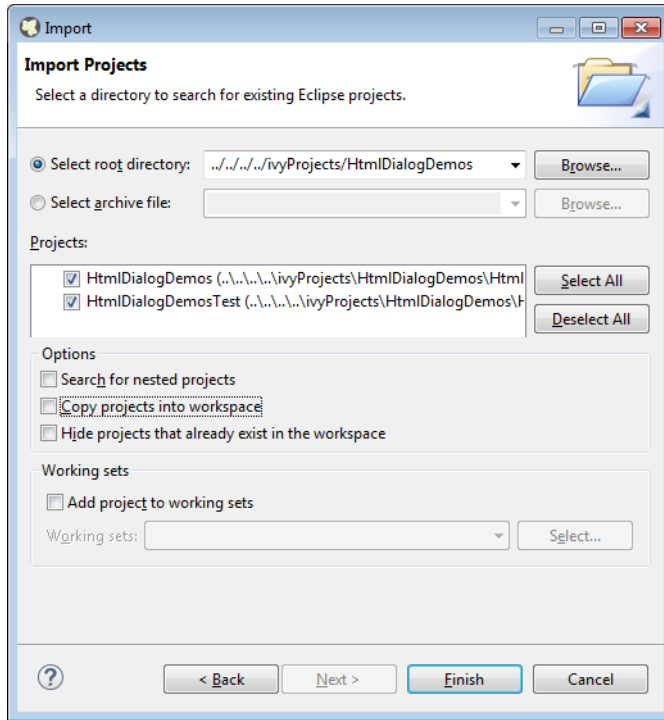 Import
Import Projects
Select a directory to search for existing Eclipse projects.
Select root directory: ../../../../ivyProjects/HtmlDialogDemos Browse...
Select archive file: Browse...
Projects:
HtmlDialogDemos (..\..\..\..\ivyProjects\HtmlDialogDemos\Html
HtmlDialogDemosTest (..\..\..\..\ivyProjects\HtmlDialogDemos\H
Select All
Deselect All
Options
Search for nested projects
Copy projects into workspace
Hide projects that already exist in the workspace
Working sets
Add project to working sets
Working sets: Select...
? < Back Next > Finish Cancel